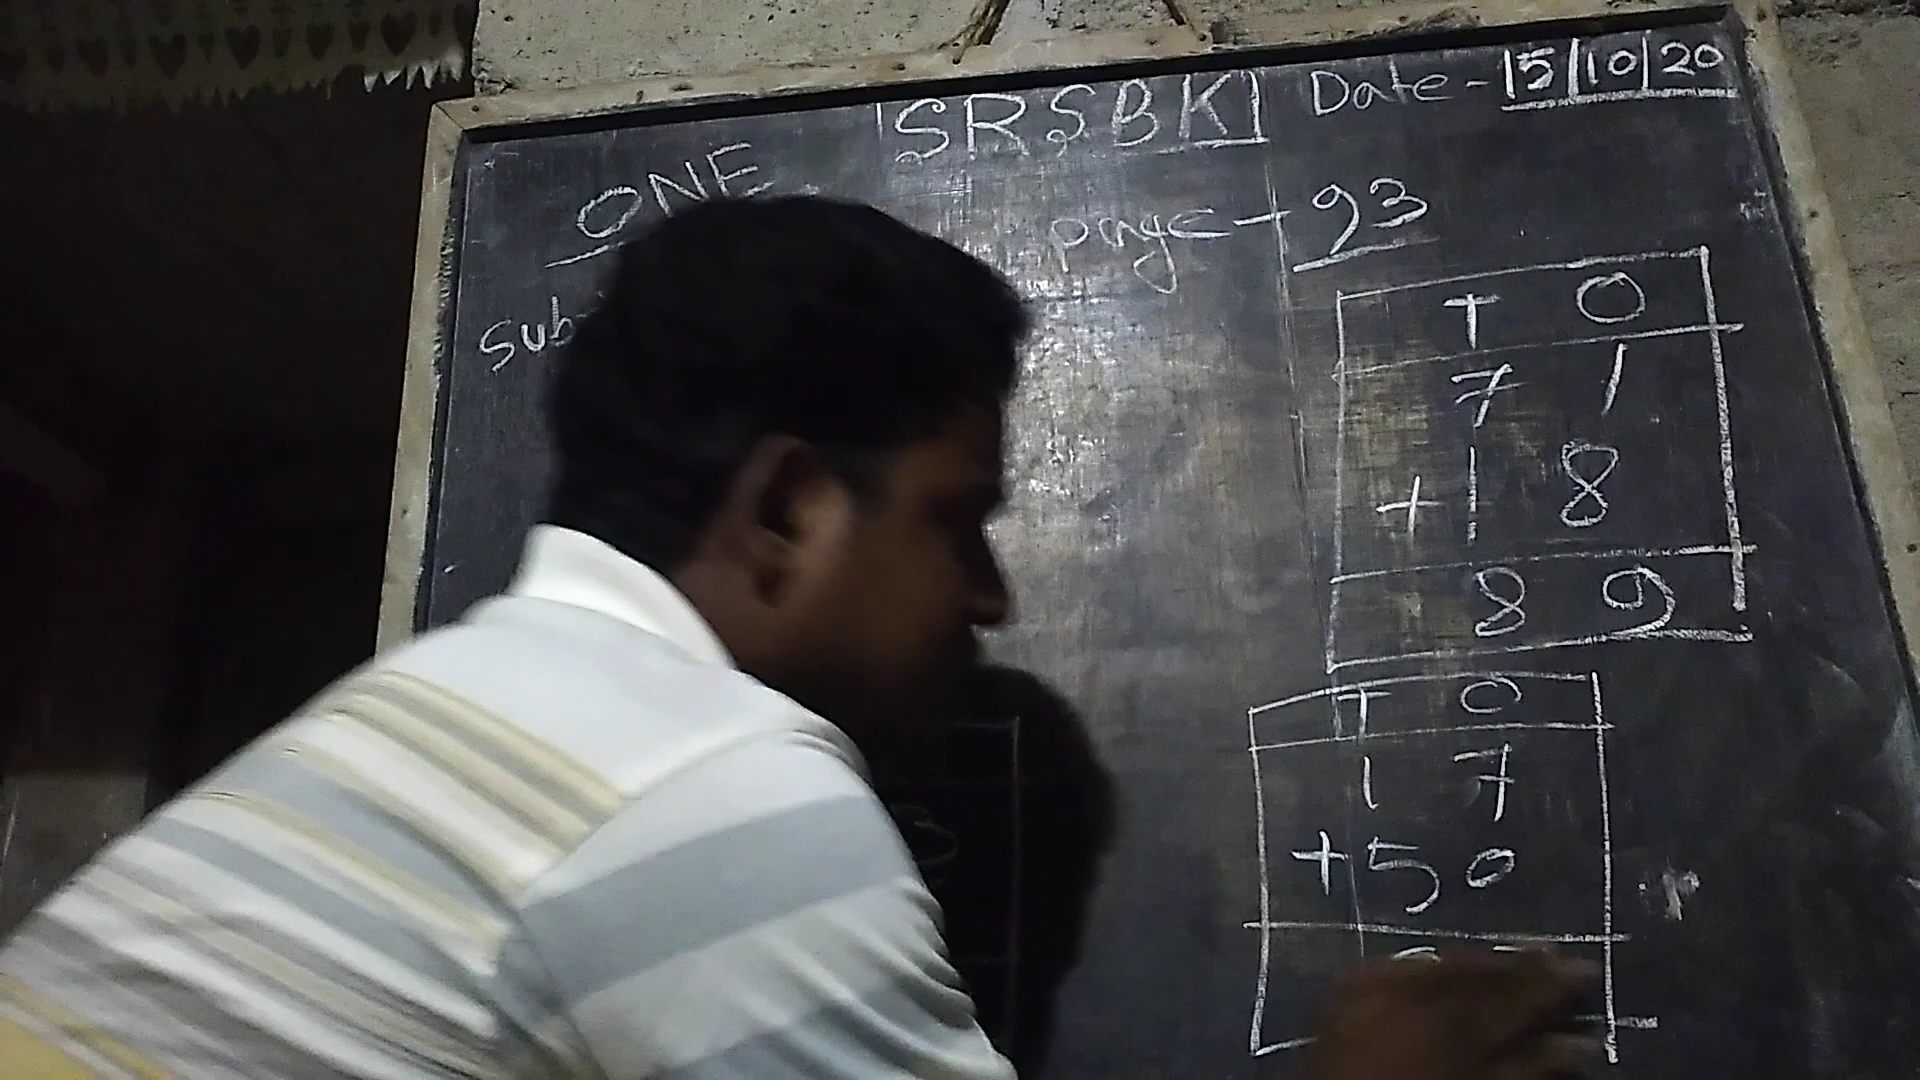 SRSBK Date - 15/10/20
ONE
page - 93
Sub
T O
7 1
+ 1 8
8 9
T O
1 7
+ 5 0